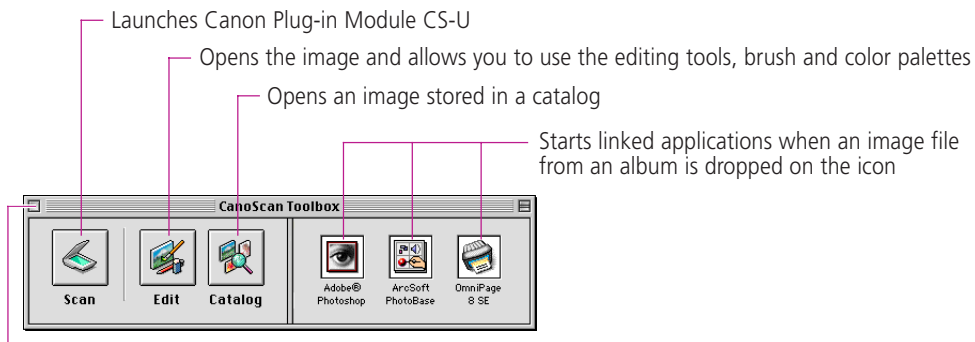 Launches Canon Plug-in Module CS-U
Opens the image and allows you to use the editing tools, brush and color palettes
Opens an image stored in a catalog
Starts linked applications when an image file
from an album is dropped on the icon
CanoScan Toolbox
Scan
Edit
Catalog
Adobe®
Photoshop
ArcSoft
PhotoBase
OmniPage
8 SE